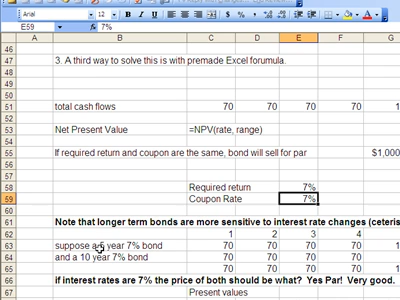 Arial 12 B I U $ % ,
E59 7%
A B C D E F G
46
47 3. A third way to solve this is with premade Excel forumula.
48
49
50
51 total cash flows 70 70 70 70 1
52
53 Net Present Value =NPV(rate, range)
54
55 If required return and coupon are the same, bond will sell for par $1,000
56
57
58 Required return 7%
59 Coupon Rate 7%
60
61 Note that longer term bonds are more sensitive to interest rate changes (ceteris
62 1 2 3 4
63 suppose a 5 year 7% bond 70 70 70 70
64 and a 10 year 7% bond 70 70 70 70
65 70 70 70 70 1
66 if interest rates are 7% the price of both should be what? Yes Par! Very good.
67 Present values